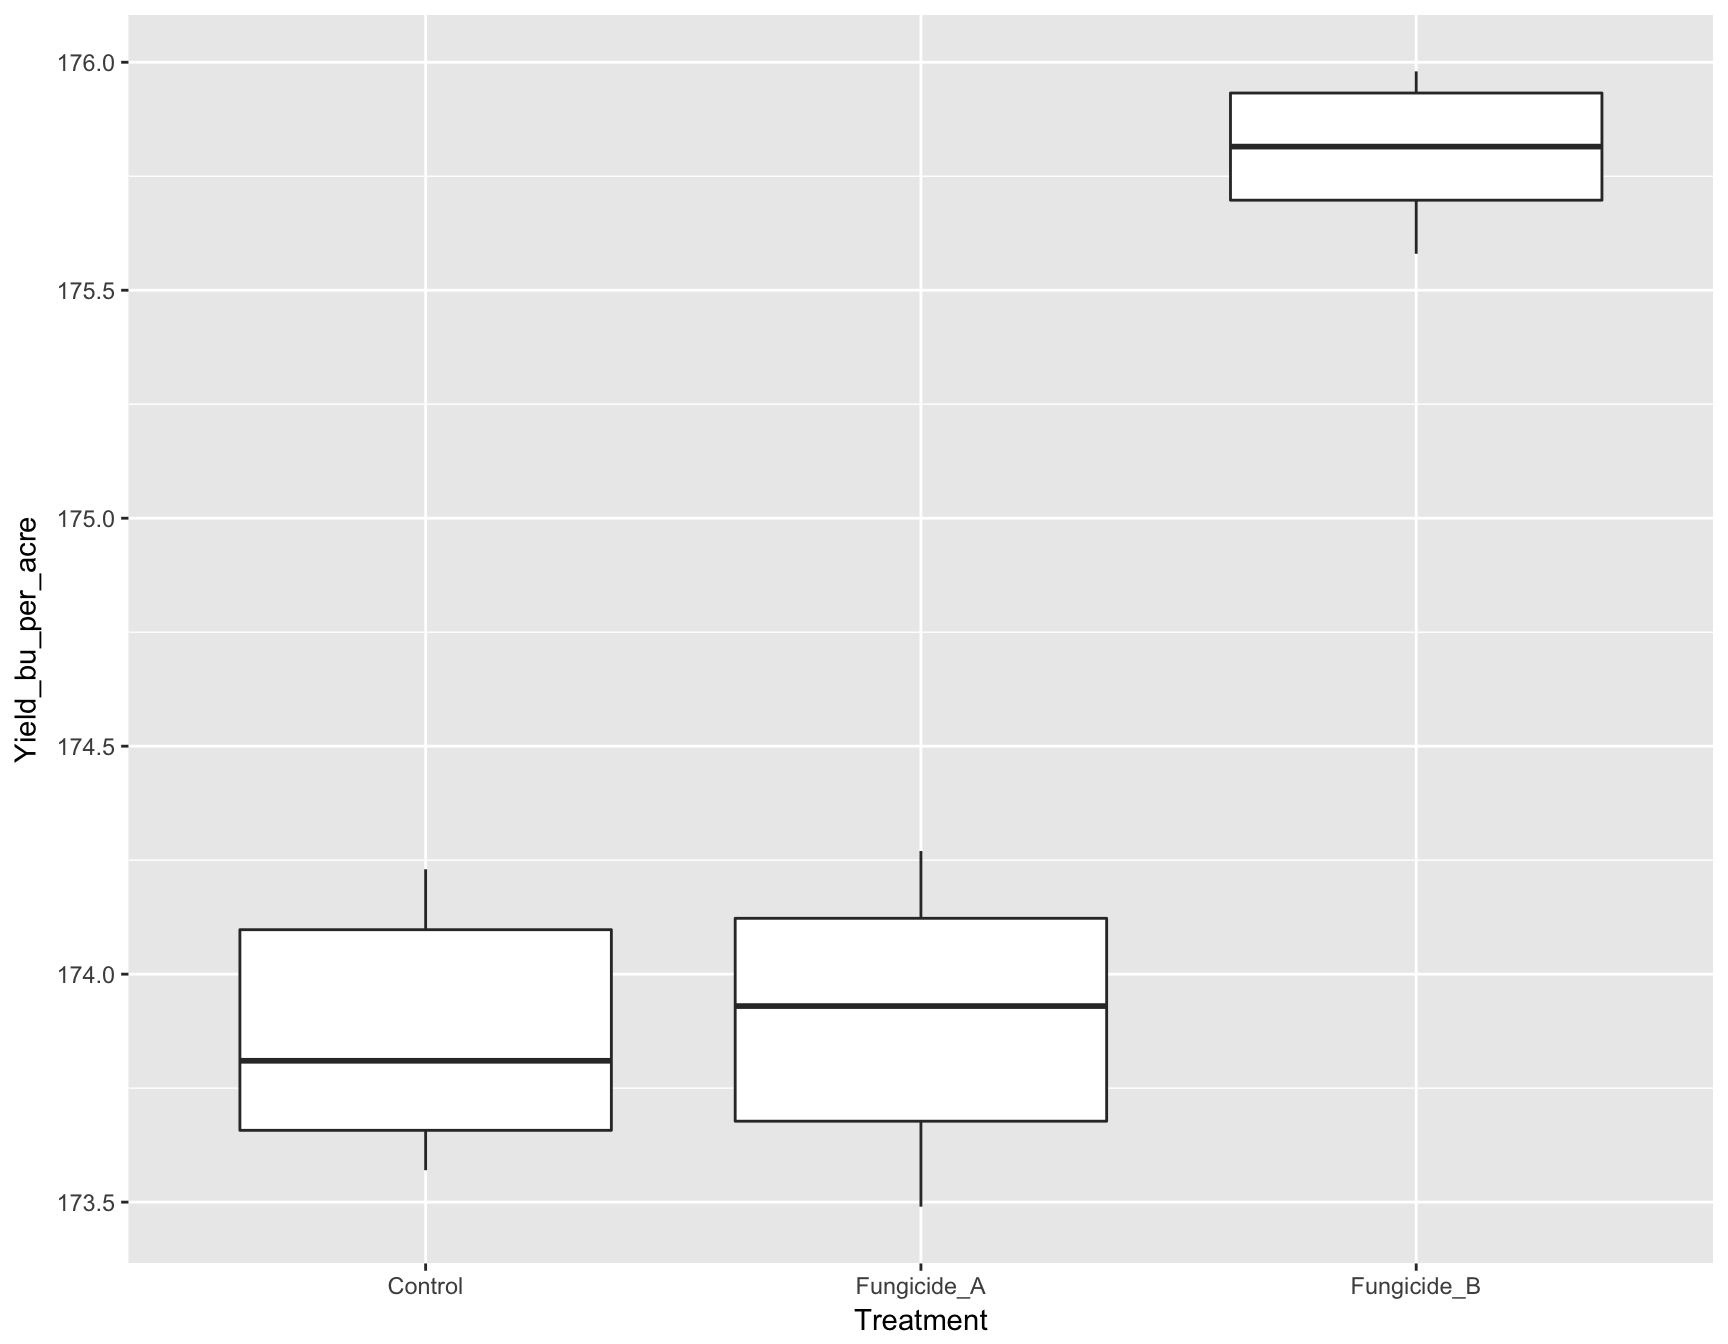 176.0
175.5
175.0
174.5
174.0
173.5
Yield_bu_per_acre
Control Fungicide_A Fungicide_B
Treatment